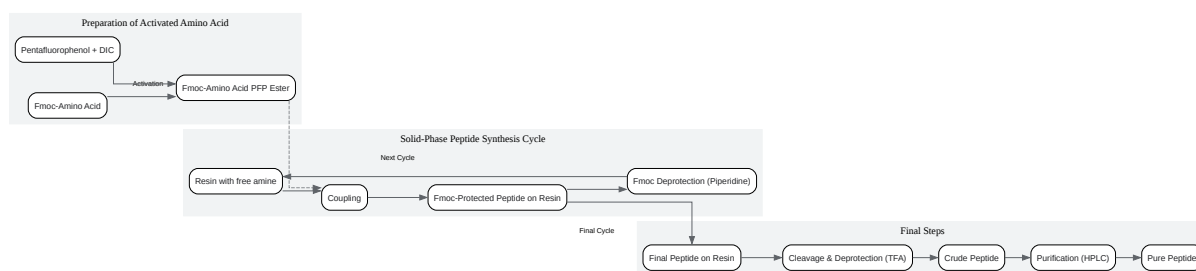 Preparation of Activated Amino Acid
Pentafluorophenol + DIC
Activation
Fmoc-Amino Acid PFP Ester
Fmoc-Amino Acid
Solid-Phase Peptide Synthesis Cycle
Next Cycle
Resin with free amine
Fmoc Deprotection (Piperidine)
Coupling
Fmoc-Protected Peptide on Resin
Final Cycle
Final Steps
Final Peptide on Resin
Cleavage & Deprotection (TFA)
Crude Peptide
Purification (HPLC)
Pure Peptide